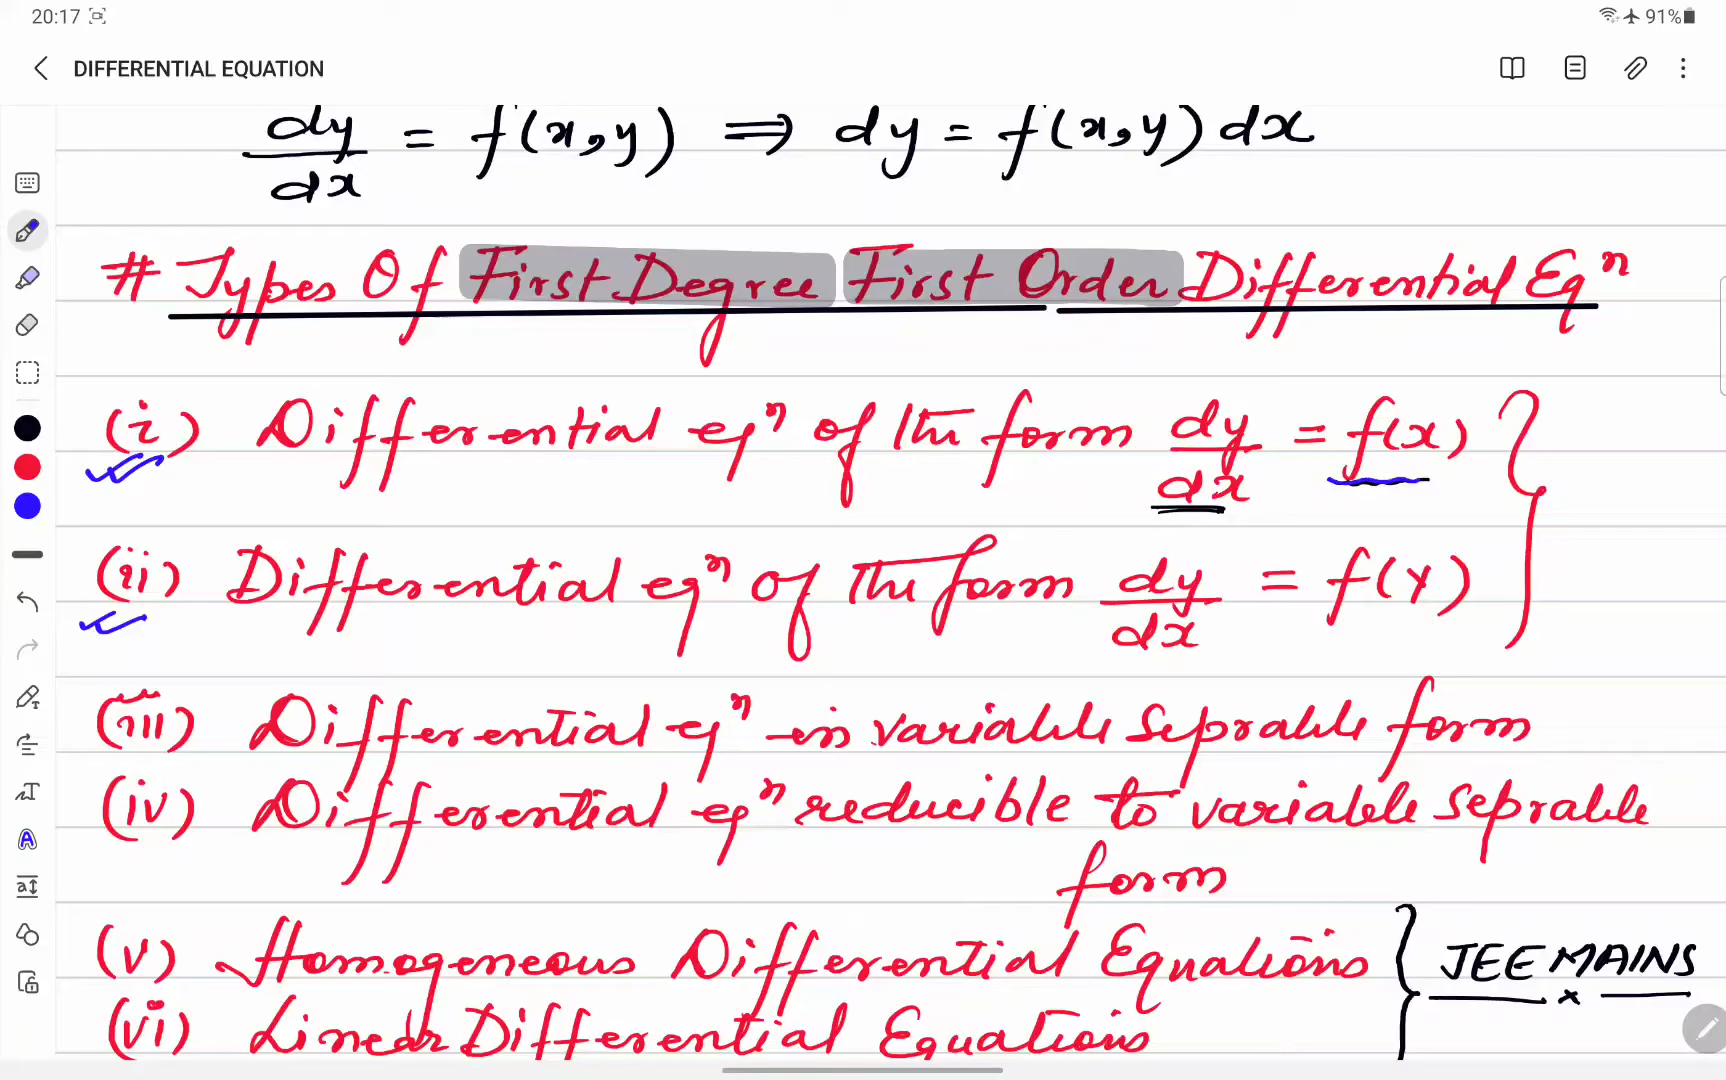 20:17
91%
DIFFERENTIAL EQUATION
dy/dx = f(x,y) ⟹ dy = f(x,y) dx
# Types Of First Degree First Order Differential Eqⁿ
(i) Differential eqⁿ of the form dy/dx = f(x)
(ii) Differential eqⁿ of the form dy/dx = f(y)
(iii) Differential eqⁿ in variable seprable form
(iv) Differential eqⁿ reducible to variable seprable
form
(v) Homogeneous Differential Equations
JEE MAINS
(vi) Linear Differential Equations